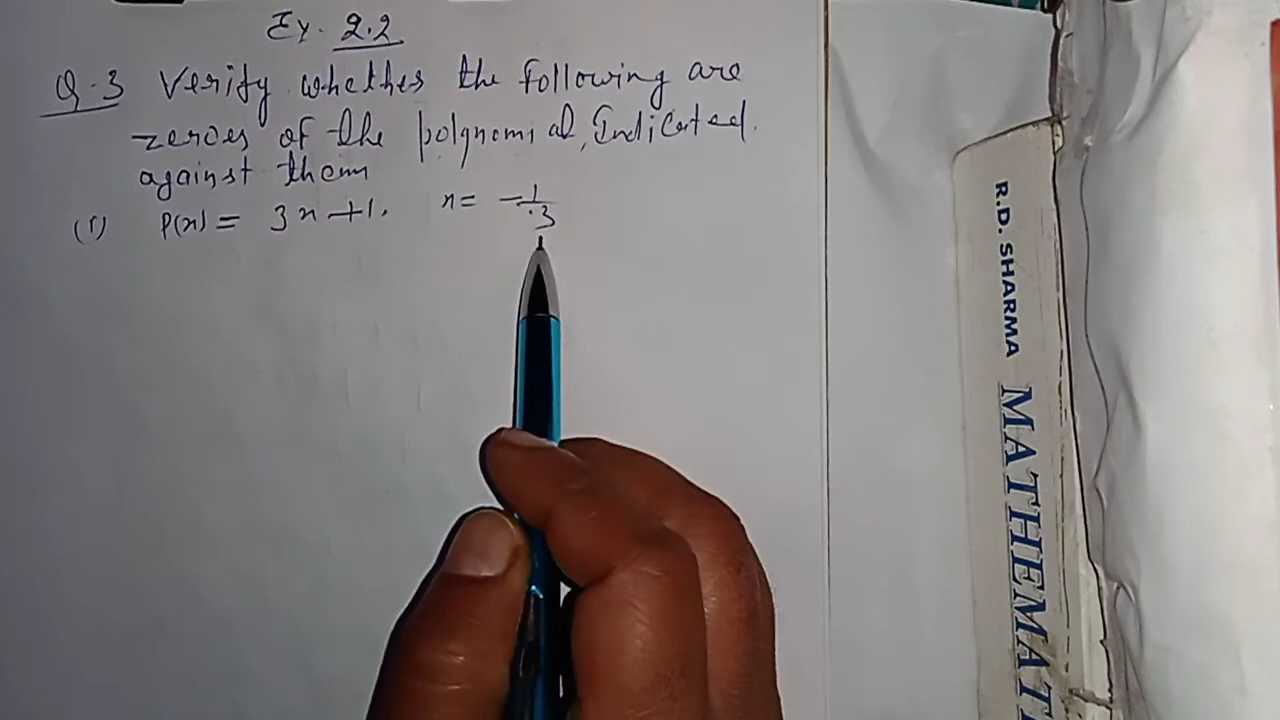 Ex. 2.2
Q.3 Verify whether the following are
zeroes of the polynomial, Indicated
against them
(i) P(x) = 3x + 1. x = -1/3
R.D. SHARMA MATHEMAT